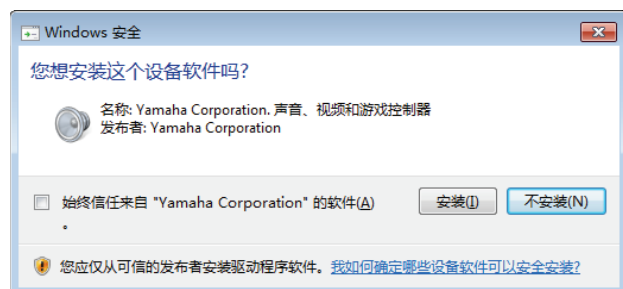 Windows 安全
您想安装这个设备软件吗?
名称: Yamaha Corporation. 声音、视频和游戏控制器
发布者: Yamaha Corporation
始终信任来自 "Yamaha Corporation" 的软件(A)
。
安装(I)
不安装(N)
您应仅从可信的发布者安装驱动程序软件。我如何确定哪些设备软件可以安全安装?